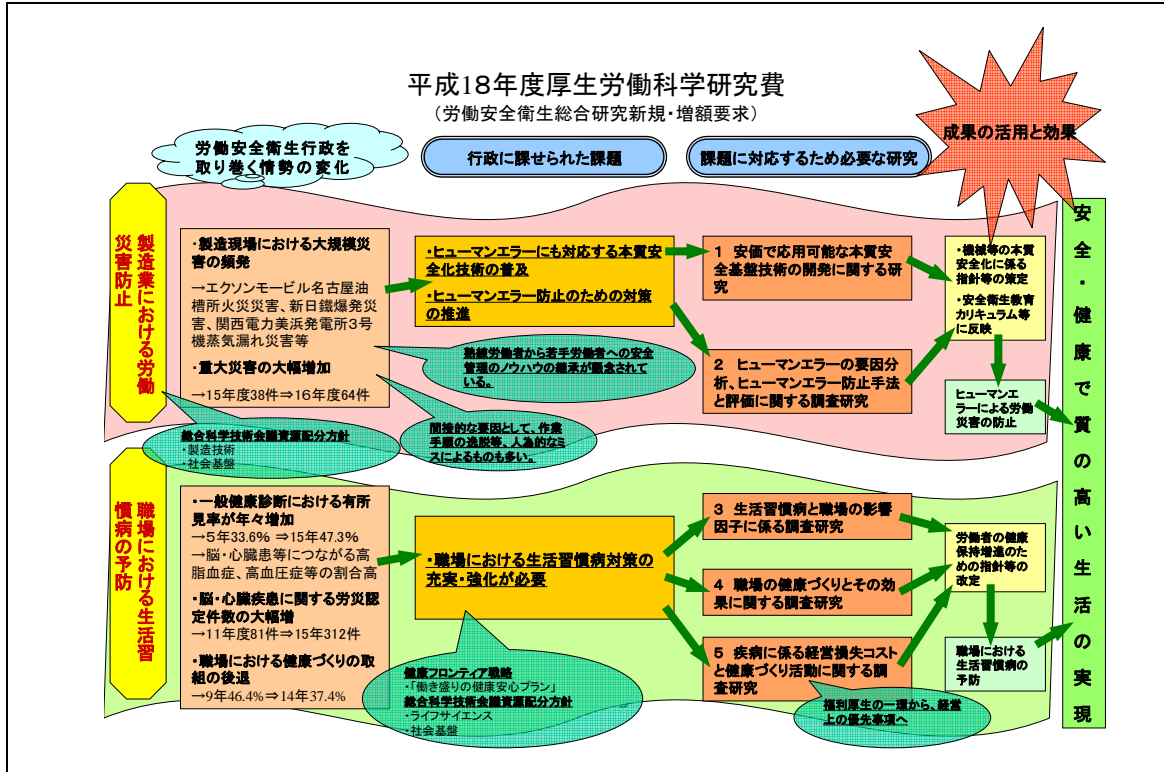 平成18年度厚生労働科学研究費
(労働安全衛生総合研究新規・増額要求)
成果の活用と効果
労働安全衛生行政を
取り巻く情勢の変化
行政に課せられた課題
課題に対応するため必要な研究
製造業における労働
災害防止
・製造現場における大規模災
害の頻発
→エクソンモービル名古屋油
槽所火災災害、新日鐵爆発災
害、関西電力美浜発電所3号
機蒸気漏れ災害等
・重大災害の大幅増加
→15年度38件⇒16年度64件
・ヒューマンエラーにも対応する本質安
全化技術の普及
・ヒューマンエラー防止のための対策
の推進
1 安価で応用可能な本質安
全基盤技術の開発に関する研
究
2 ヒューマンエラーの要因分
析、ヒューマンエラー防止手法
と評価に関する調査研究
・機械等の本質
安全化に係る
指針等の策定
・安全衛生教育
カリキュラム等
に反映
ヒューマンエ
ラーによる労働
災害の防止
熟練労働者から若手労働者への安全
管理のノウハウの継承が懸念されて
いる。
間接的な要因として、作業
手順の逸脱等、人為的なミ
スによるものも多い。
総合科学技術会議資源配分方針
・製造技術
・社会基盤
職場における生活習
慣病の予防
・一般健康診断における有所
見率が年々増加
→5年33.6% ⇒15年47.3%
→脳・心臓患等につながる高
脂血症、高血圧症等の割合高
・脳・心臓疾患に関する労災認
定件数の大幅増
→11年度81件⇒15年312件
・職場における健康づくりの取
組の後退
→9年46.4%⇒14年37.4%
・職場における生活習慣病対策の
充実・強化が必要
3 生活習慣病と職場の影響
因子に係る調査研究
4 職場の健康づくりとその効
果に関する調査研究
5 疾病に係る経営損失コスト
と健康づくり活動に関する調
査研究
労働者の健康
保持増進のた
めの指針等の
改定
職場における
生活習慣病の
予防
健康フロンティア戦略
・「働き盛りの健康安心プラン」
総合科学技術会議資源配分方針
・ライフサイエンス
・社会基盤
福利厚生の一環から、経営
上の優先事項へ
安全・健康で質の高い生活の実現